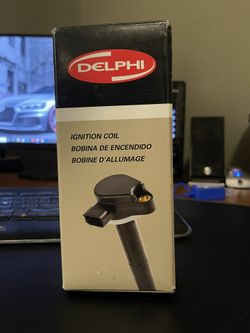 DELPHI
IGNITION COIL
BOBINA DE ENCENDIDO
BOBINE D'ALLUMAGE